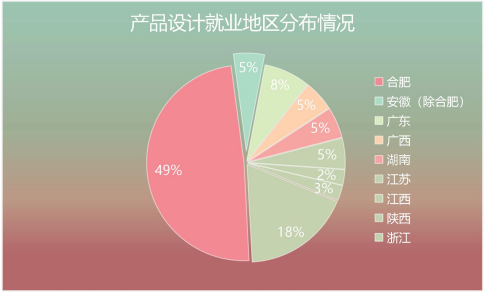 产品设计就业地区分布情况
5%
8%
5%
5%
5%
2%
3%
18%
49%
合肥
安徽（除合肥）
广东
广西
湖南
江苏
江西
陕西
浙江